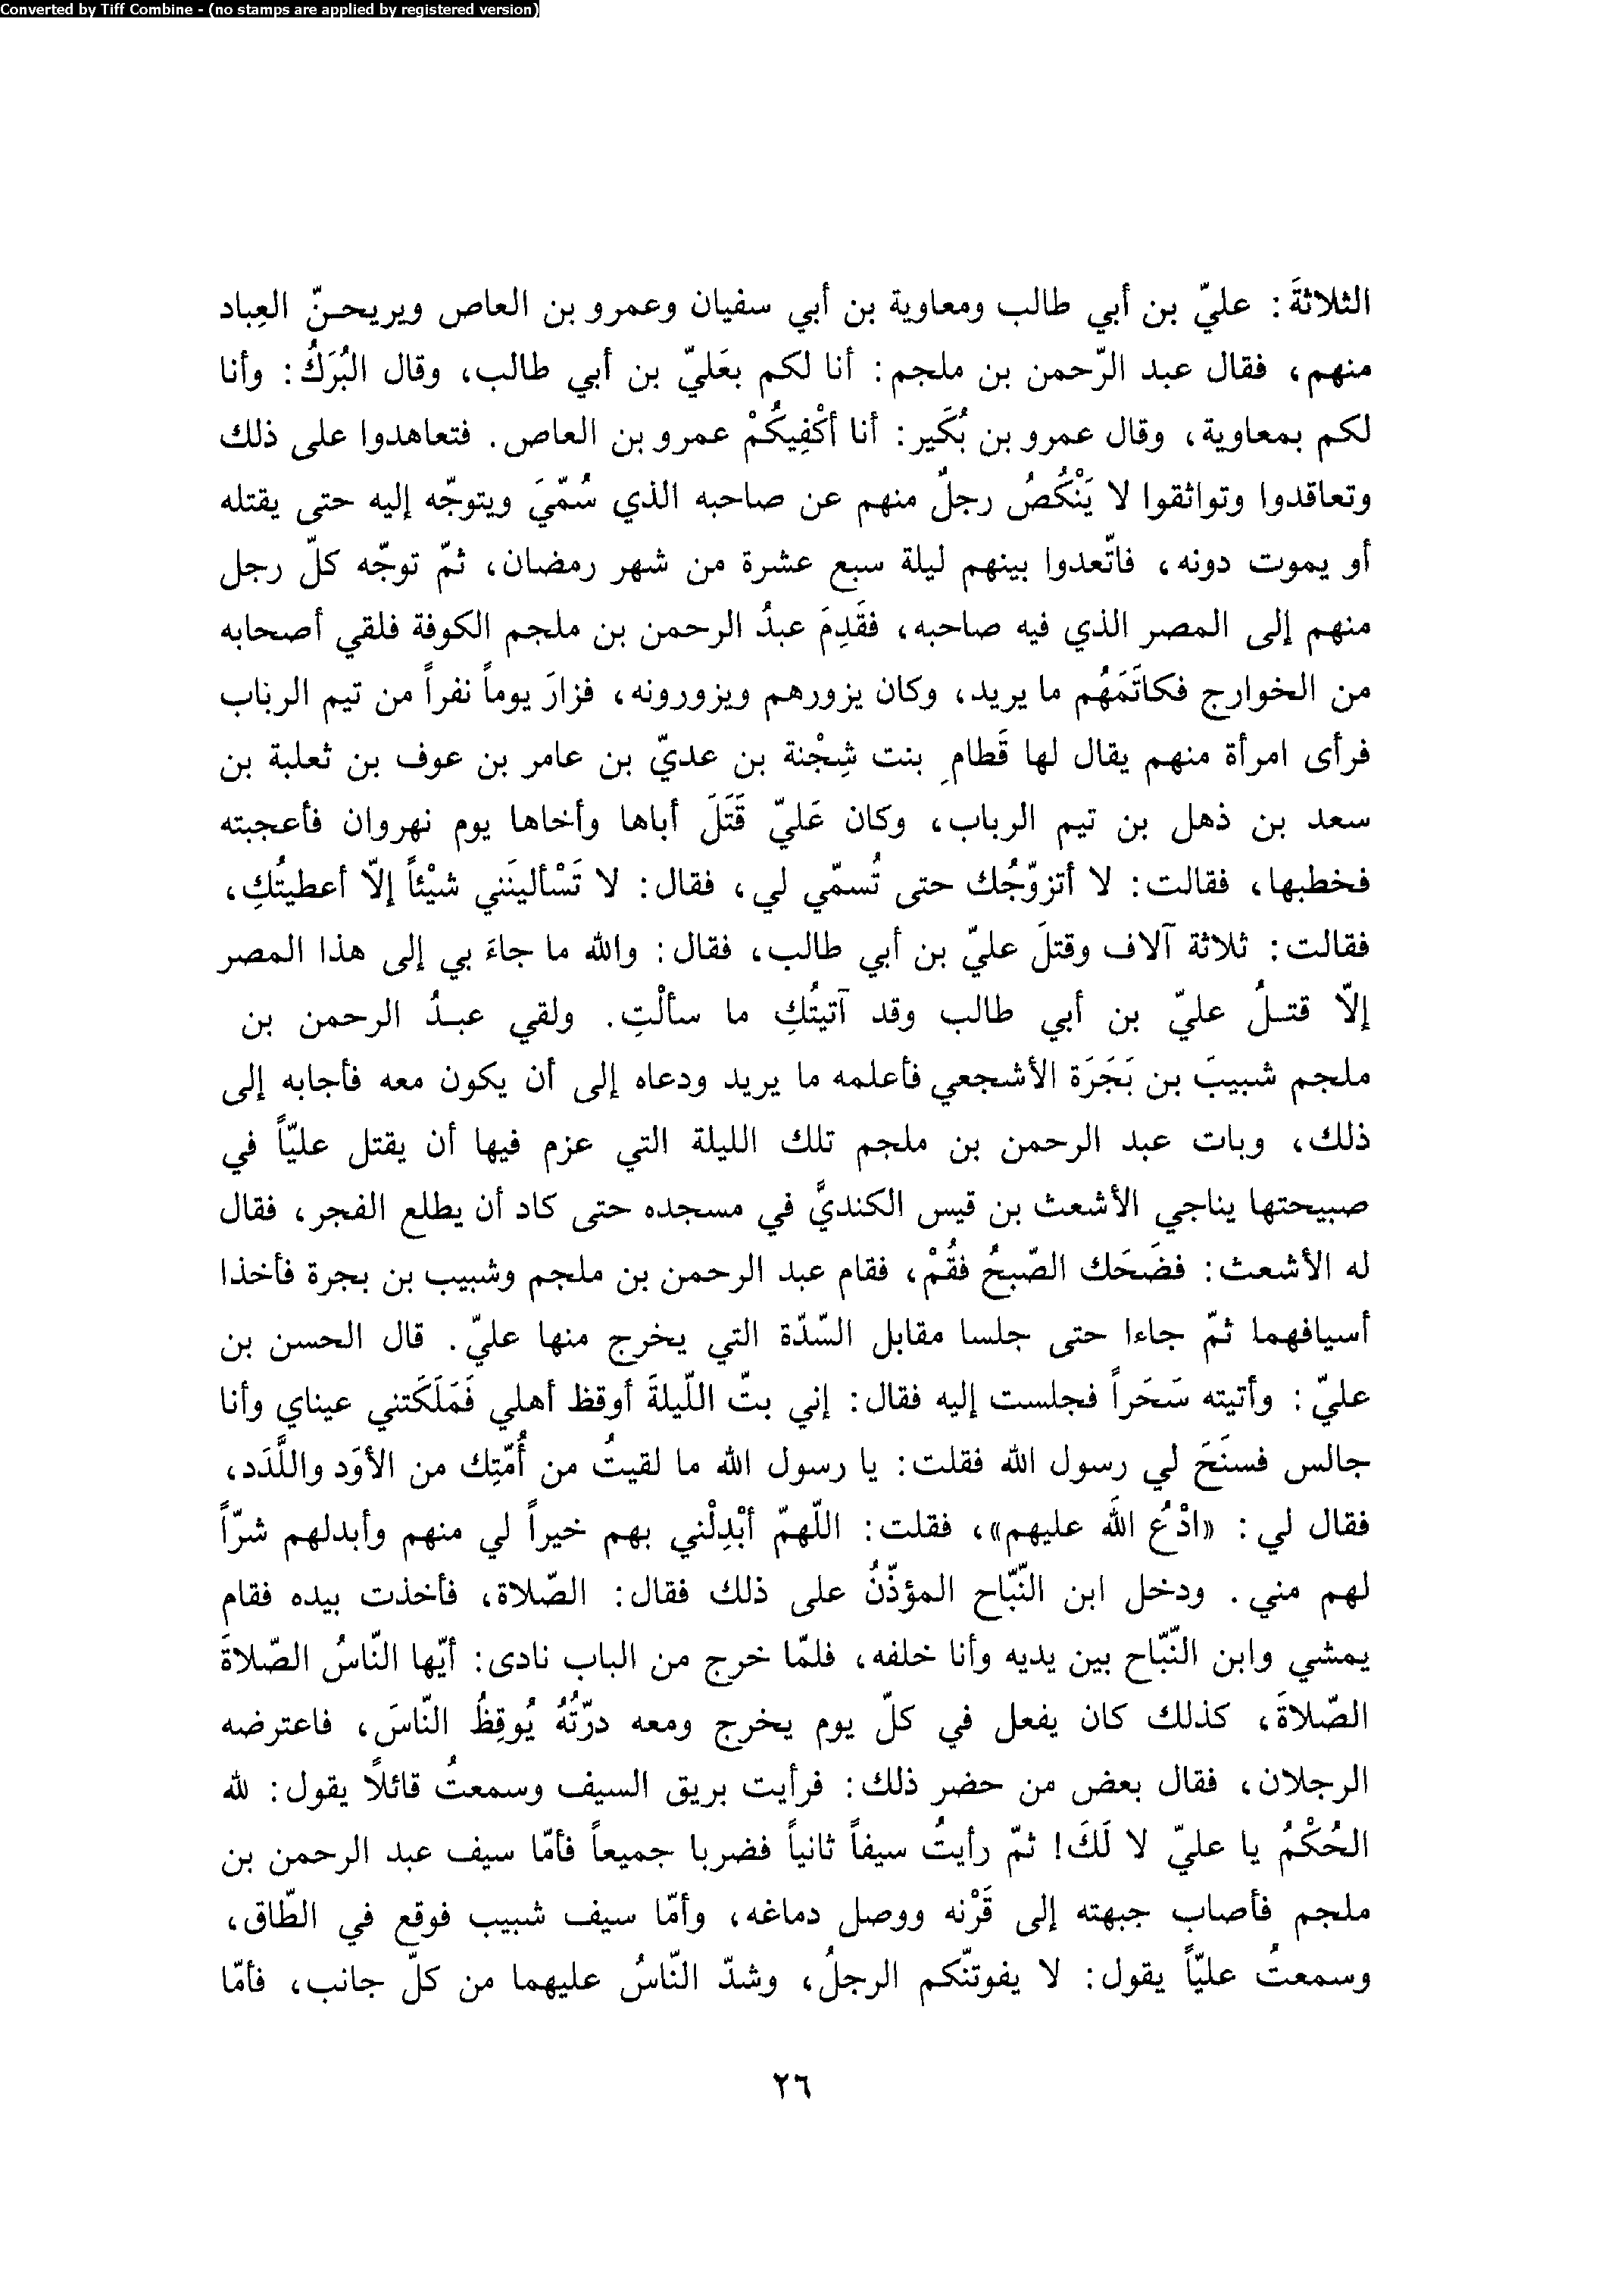 Converted by Tiff Combine - (no stamps are applied by registered version)
الثلاثةَ: عليّ بن أبي طالب ومعاوية بن أبي سفيان وعمرو بن العاص ويريحـنّ العِباد
منهم، فقال عبد الرّحمن بن ملجم: أنا لكم بعَليّ بن أبي طالب، وقال البُرَكُ: وأنا
لكم بمعاوية، وقال عمرو بن بُكَير: أنا أكْفِيكُمْ عمرو بن العاص. فتعاهدوا على ذلك
وتعاقدوا وتواثقوا لا يَنْكُصُ رجلٌ منهم عن صاحبه الذي سُمّيَ ويتوجّه إليه حتى يقتله
أو يموت دونه، فاتّعدوا بينهم ليلة سبع عشرة من شهر رمضان، ثمّ توجّه كلّ رجل
منهم إلى المصر الذي فيه صاحبه، فقَدِمَ عبدُ الرحمن بن ملجم الكوفة فلقي أصحابه
من الخوارج فكاتَمَهُم ما يريد، وكان يزورهم ويزورونه، فزارَ يوماً نفراً من تيم الرباب
فرأى امرأة منهم يقال لها قَطامِ بنت شِجْنة بن عديّ بن عامر بن عوف بن ثعلبة بن
سعد بن ذهل بن تيم الرباب، وكان عَليّ قَتَلَ أباها وأخاها يوم نهروان فأعجبته
فخطبها، فقالت: لا أتزوّجُك حتى تُسمّي لي، فقال: لا تَسْألينَني شيْئاً إلاّ أعطيتُكِ،
فقالت: ثلاثة آلاف وقتلَ عليّ بن أبي طالب، فقال: والله ما جاءَ بي إلى هذا المصر
إلاّ قتـلُ عليّ بن أبي طالب وقد آتيتُكِ ما سألْتِ. ولقي عبـدُ الرحمن بن
ملجم شبيبَ بن بَجَرَة الأشجعي فأعلمه ما يريد ودعاه إلى أن يكون معه فأجابه إلى
ذلك، وبات عبد الرحمن بن ملجم تلك الليلة التي عزم فيها أن يقتل عليّاً في
صبيحتها يناجي الأشعث بن قيس الكنديَّ في مسجده حتى كاد أن يطلع الفجر، فقال
له الأشعث: فضَحَك الصّبحُ فقُمْ، فقام عبد الرحمن بن ملجم وشبيب بن بجرة فأخذا
أسيافهما ثمّ جاءا حتى جلسا مقابل السّدّة التي يخرج منها عليّ. قال الحسن بن
عليّ: وأتيته سَحَراً فجلست إليه فقال: إني بتّ اللّيلةَ أوقظ أهلي فَمَلَكَتني عيناي وأنا
جالس فسنَحَ لي رسول الله فقلت: يا رسول الله ما لقيتُ من أُمّتِك من الأوَد واللَّدَد،
فقال لي: «ادْعُ اللهَ عليهم»، فقلت: اللّهمّ أبْدِلْني بهم خيراً لي منهم وأبدلهم شرّاً
لهم مني. ودخل ابن النّبّاح المؤذّنُ على ذلك فقال: الصّلاة، فأخذت بيده فقام
يمشي وابن النّبّاح بين يديه وأنا خلفه، فلمّا خرج من الباب نادى: أيّها النّاسُ الصّلاةَ
الصّلاةَ، كذلك كان يفعل في كلّ يوم يخرج ومعه درّتُهُ يُوقِظُ النّاسَ، فاعترضه
الرجلان، فقال بعض من حضر ذلك: فرأيت بريق السيف وسمعتُ قائلاً يقول: لله
الحُكْمُ يا عليّ لا لَكَ! ثمّ رأيتُ سيفاً ثانياً فضربا جميعاً فأمّا سيف عبد الرحمن بن
ملجم فأصاب جبهته إلى قَرْنه ووصل دماغه، وأمّا سيف شبيب فوقع في الطّاق،
وسمعتُ عليّاً يقول: لا يفوتنّكم الرجلُ، وشدّ النّاسُ عليهما من كلّ جانب، فأمّا
٢٦